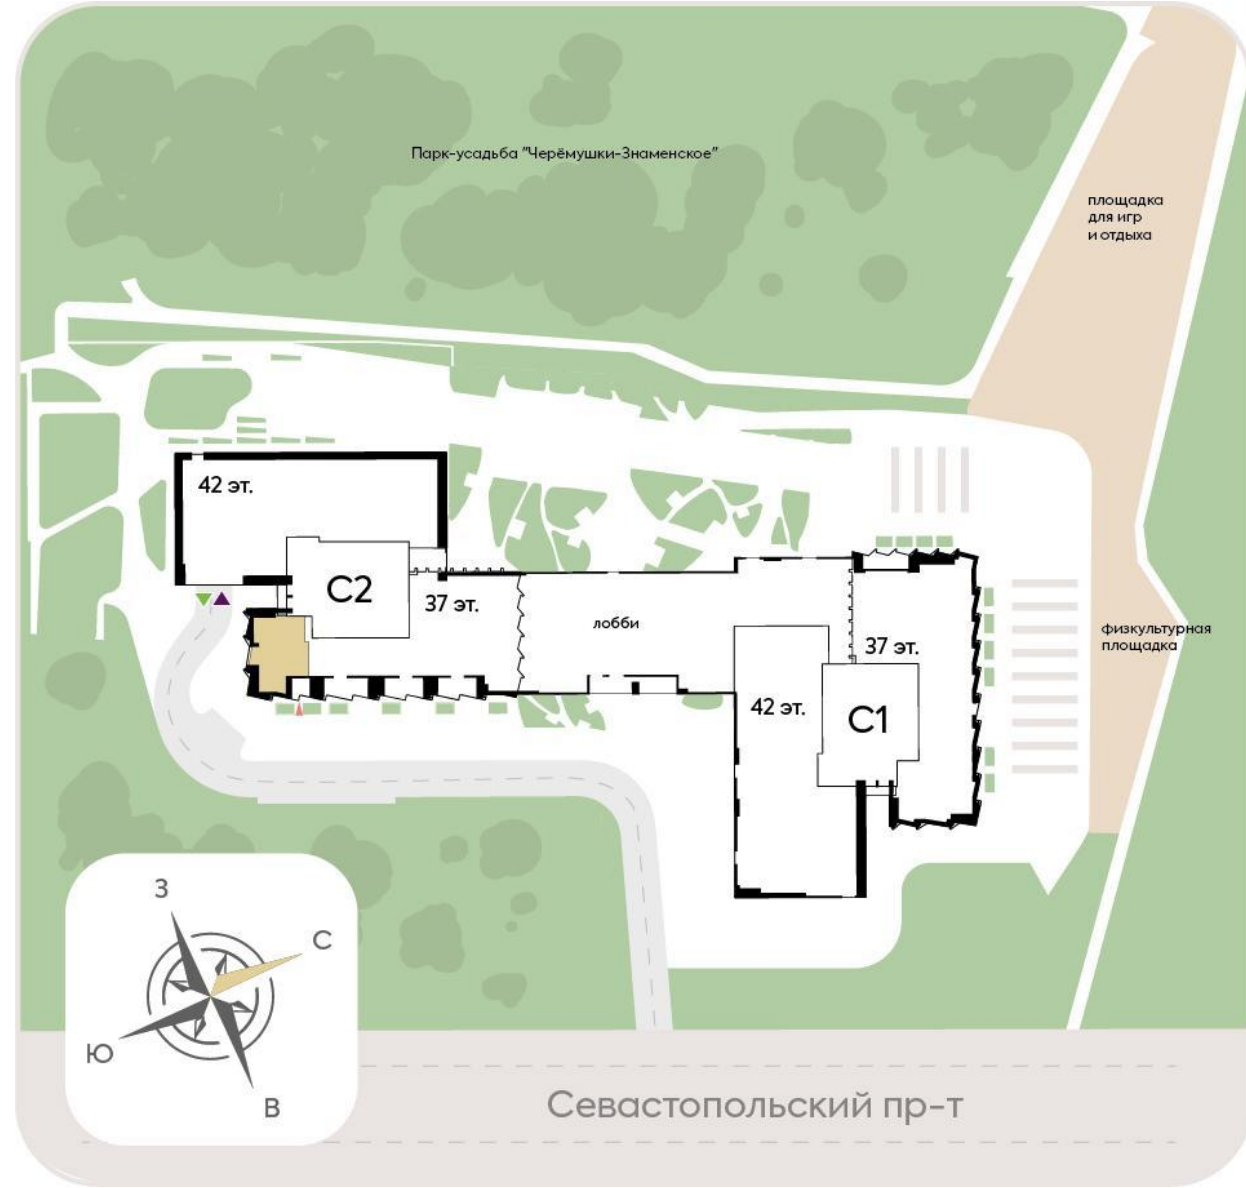 Парк-усадьба "Черёмушки-Знаменское"
площадка
для игр
и отдыха
42 эт.
С2
37 эт.
лобби
37 эт.
физкультурная
площадка
42 эт.
С1
З
С
Ю
В
Севастопольский пр-т